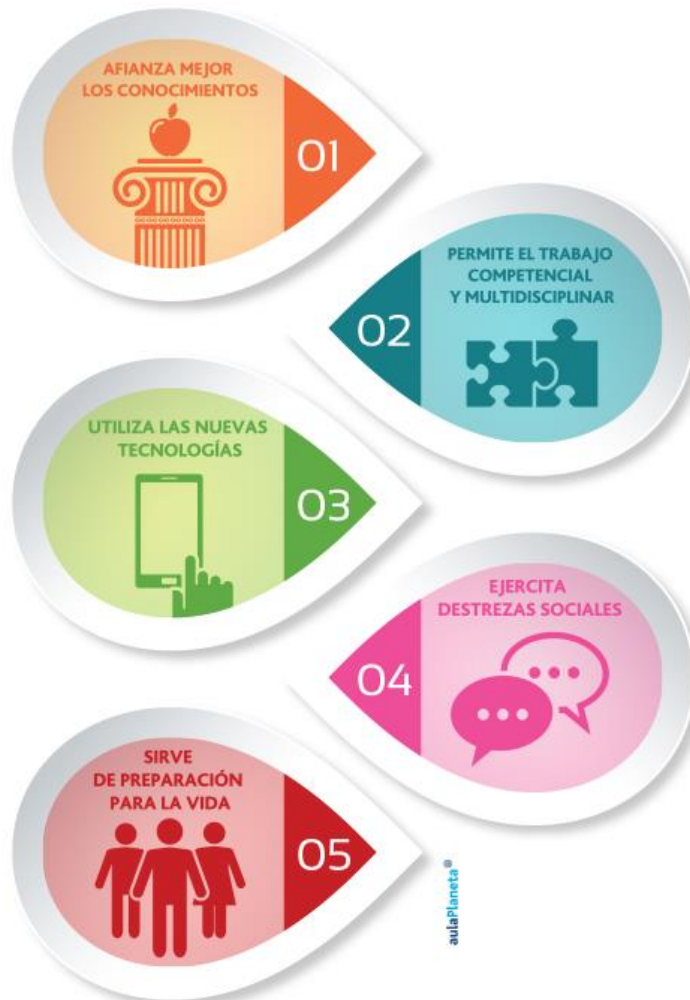 AFIANZA MEJOR
LOS CONOCIMIENTOS
01
PERMITE EL TRABAJO
COMPETENCIAL
Y MULTIDISCIPLINAR
02
UTILIZA LAS NUEVAS
TECNOLOGÍAS
03
EJERCITA
DESTREZAS SOCIALES
04
SIRVE
DE PREPARACIÓN
PARA LA VIDA
05
aulaPlaneta®